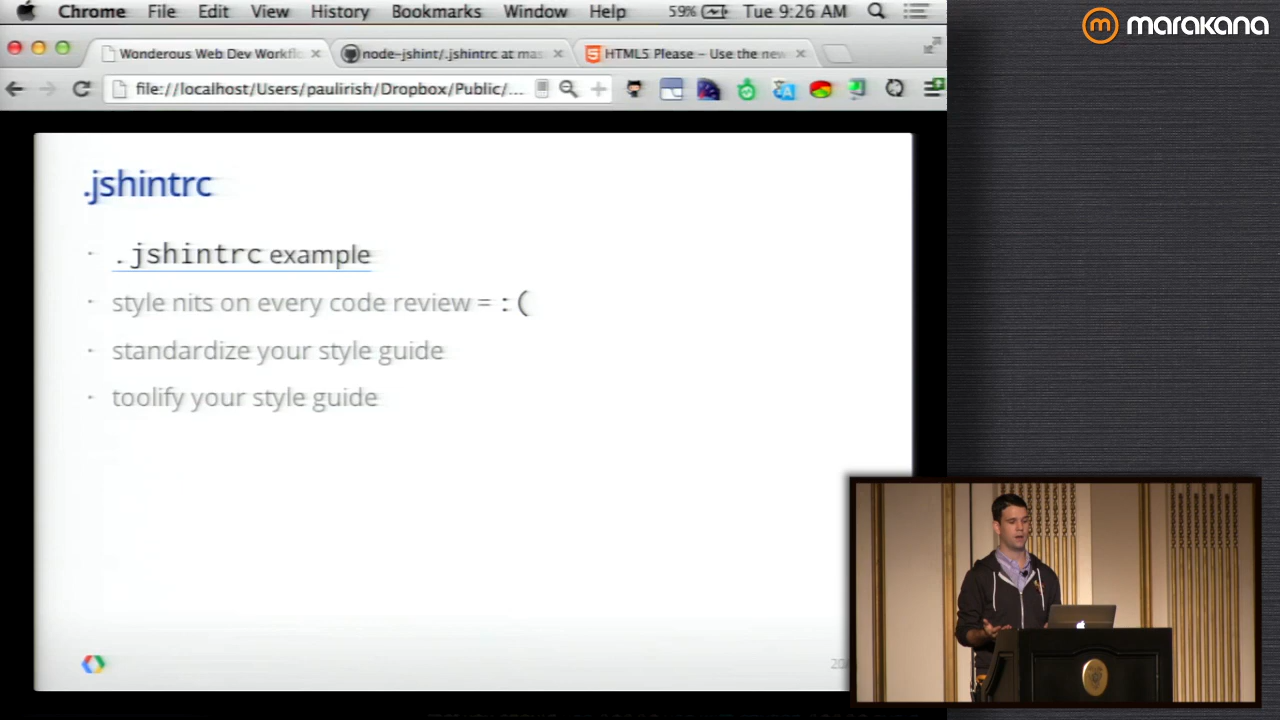 Chrome File Edit View History Bookmarks Window Help 59% Tue 9:26 AM
marakana
Wonderous Web Dev Workfl
node-jshint/.jshintrc at mas
HTML5 Please - Use the new
file://localhost/Users/paulirish/Dropbox/Public/...
.jshintrc
· .jshintrc example
· style nits on every code review = :(
· standardize your style guide
· toolify your style guide